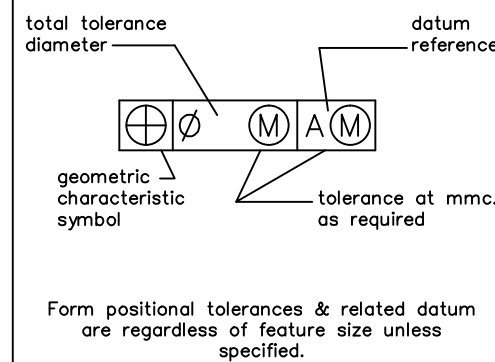 total tolerance
diameter
datum
reference
Ø M A M
geometric
characteristic
symbol
tolerance at mmc.
as required
Form positional tolerances & related datum
are regardless of feature size unless
specified.